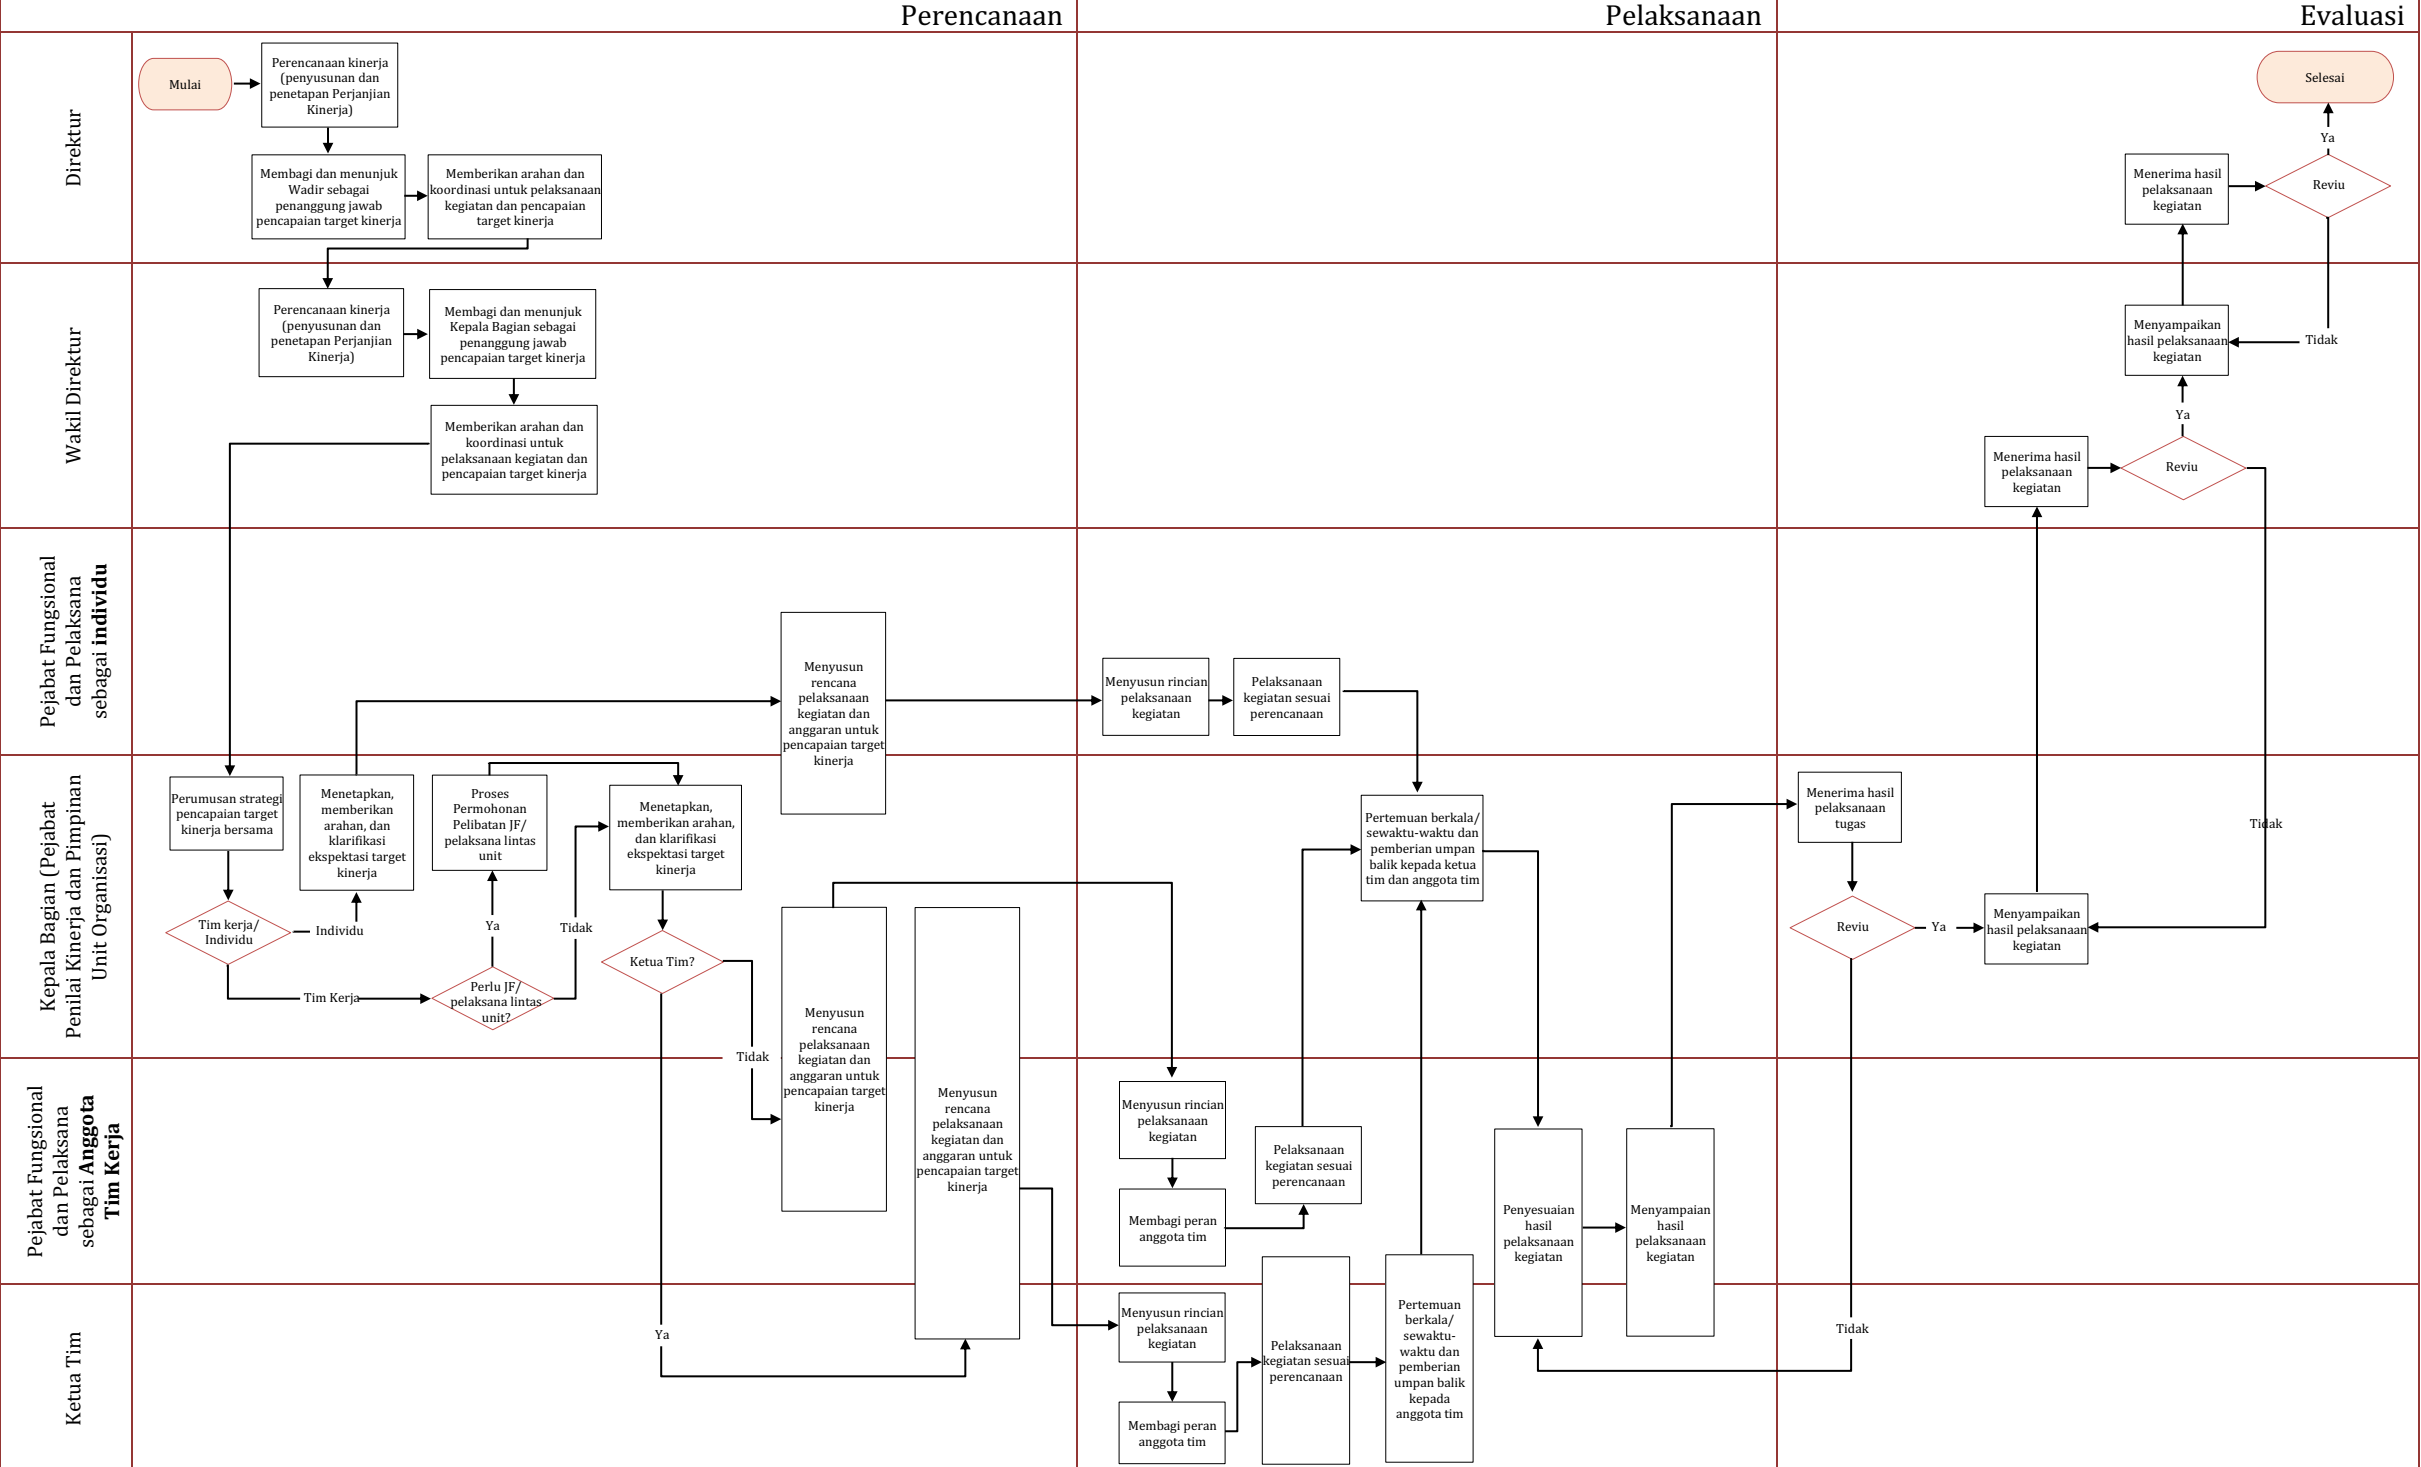 Perencanaan
Pelaksanaan
Evaluasi
Direktur
Mulai
Perencanaan kinerja
(penyusunan dan
penetapan Perjanjian
Kinerja)
Membagi dan menunjuk
Wadir sebagai
penanggung jawab
pencapaian target kinerja
Memberikan arahan dan
koordinasi untuk pelaksanaan
kegiatan dan pencapaian
target kinerja
Menerima hasil
pelaksanaan
kegiatan
Reviu
Ya
Selesai
Tidak
Wakil Direktur
Perencanaan kinerja
(penyusunan dan
penetapan Perjanjian
Kinerja)
Membagi dan menunjuk
Kepala Bagian sebagai
penanggung jawab
pencapaian target kinerja
Memberikan arahan dan
koordinasi untuk
pelaksanaan kegiatan dan
pencapaian target kinerja
Menyampaikan
hasil pelaksanaan
kegiatan
Ya
Menerima hasil
pelaksanaan
kegiatan
Reviu
Pejabat Fungsional
dan Pelaksana
sebagai individu
Menyusun
rencana
pelaksanaan
kegiatan dan
anggaran untuk
pencapaian target
kinerja
Menyusun rincian
pelaksanaan
kegiatan
Pelaksanaan
kegiatan sesuai
perencanaan
Kepala Bagian (Pejabat
Penilai Kinerja dan Pimpinan
Unit Organisasi)
Perumusan strategi
pencapaian target
kinerja bersama
Tim kerja/
Individu
Individu
Tim Kerja
Menetapkan,
memberikan
arahan, dan
klarifikasi
ekspektasi target
kinerja
Proses
Permohonan
Pelibatan JF/
pelaksana lintas
unit
Ya
Perlu JF/
pelaksana lintas
unit?
Tidak
Menetapkan,
memberikan arahan,
dan klarifikasi
ekspektasi target
kinerja
Ketua Tim?
Tidak
Ya
Menyusun
rencana
pelaksanaan
kegiatan dan
anggaran untuk
pencapaian target
kinerja
Menyusun
rencana
pelaksanaan
kegiatan dan
anggaran untuk
pencapaian target
kinerja
Pertemuan berkala/
sewaktu-waktu dan
pemberian umpan
balik kepada ketua
tim dan anggota tim
Menerima hasil
pelaksanaan
tugas
Reviu
Ya
Menyampaikan
hasil pelaksanaan
kegiatan
Tidak
Pejabat Fungsional
dan Pelaksana
sebagai Anggota
Tim Kerja
Menyusun rincian
pelaksanaan
kegiatan
Membagi peran
anggota tim
Pelaksanaan
kegiatan sesuai
perencanaan
Penyesuaian
hasil
pelaksanaan
kegiatan
Menyampaian
hasil
pelaksanaan
kegiatan
Ketua Tim
Menyusun rincian
pelaksanaan
kegiatan
Membagi peran
anggota tim
Pelaksanaan
kegiatan sesuai
perencanaan
Pertemuan
berkala/
sewaktu-
waktu dan
pemberian
umpan balik
kepada
anggota tim
Tidak